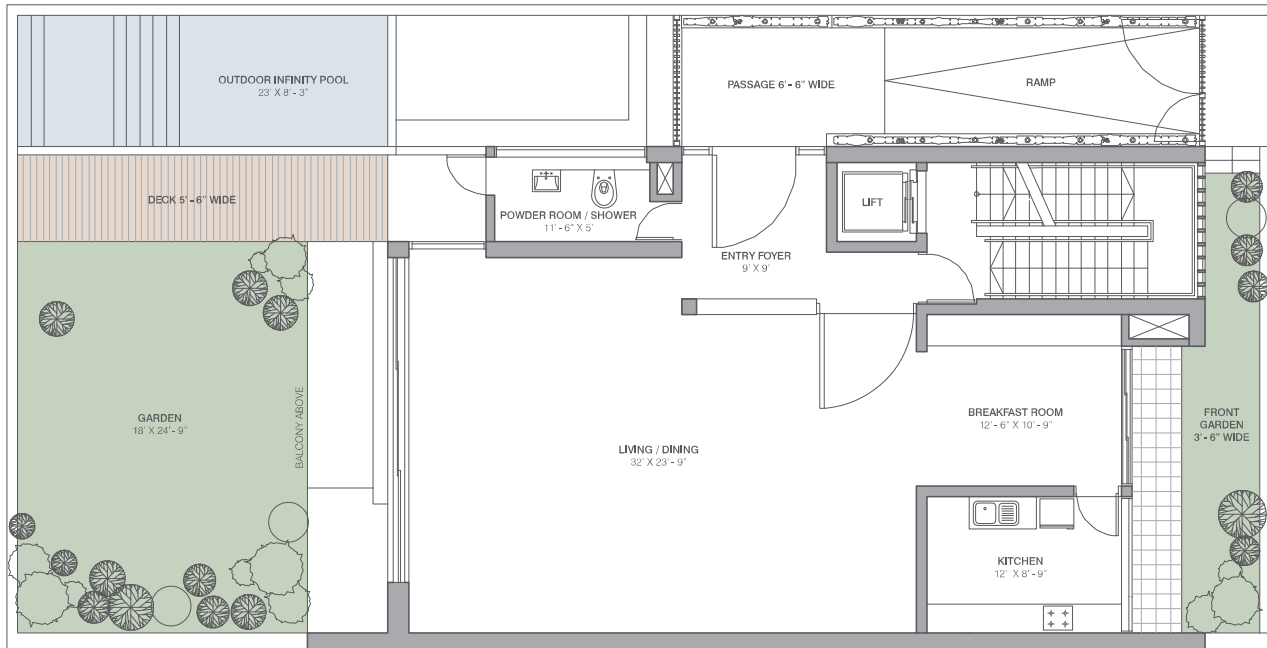 OUTDOOR INFINITY POOL
23' X 8' - 3"
PASSAGE 6' - 6" WIDE
RAMP
DECK 5' - 6" WIDE
POWDER ROOM / SHOWER
11' - 6" X 5'
LIFT
ENTRY FOYER
9' X 9'
GARDEN
18' X 24' - 9"
BALCONY ABOVE
LIVING / DINING
32' X 23' - 9"
BREAKFAST ROOM
12' - 6" X 10' - 9"
FRONT
GARDEN
3' - 6" WIDE
KITCHEN
12' X 8' - 9"